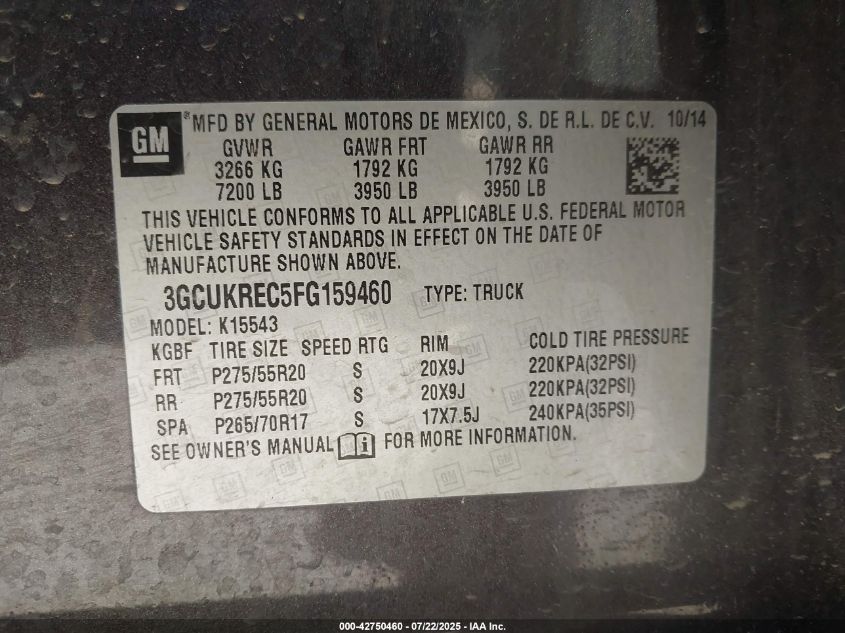 GM
®MFD BY GENERAL MOTORS DE MEXICO, S. DE R.L. DE C.V. 10/14
GVWR GAWR FRT GAWR RR
3266 KG 1792 KG 1792 KG
7200 LB 3950 LB 3950 LB
THIS VEHICLE CONFORMS TO ALL APPLICABLE U.S. FEDERAL MOTOR
VEHICLE SAFETY STANDARDS IN EFFECT ON THE DATE OF
MANUFACTURE SHOWN ABOVE.
3GCUKREC5FG159460 TYPE: TRUCK
MODEL: K15543
KGBF TIRE SIZE SPEED RTG RIM COLD TIRE PRESSURE
FRT P275/55R20 S 20X9J 220KPA(32PSI)
RR P275/55R20 S 20X9J 220KPA(32PSI)
SPA P265/70R17 S 17X7.5J 240KPA(35PSI)
SEE OWNER'S MANUAL i FOR MORE INFORMATION.
000-42750460 - 07/22/2025 - IAA Inc.